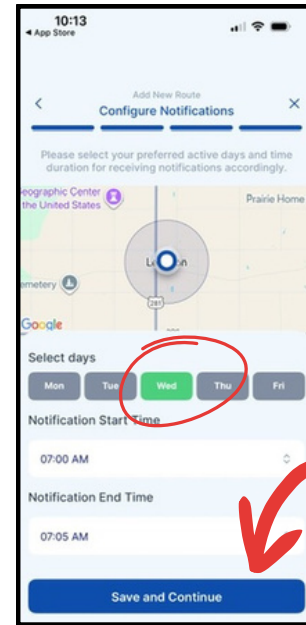 10:13
App Store
Add New Route
Configure Notifications
Please select your preferred active days and time
duration for receiving notifications accordingly.
eographic Center
the United States
Prairie Home
emetery
281
Google
Select days
Mon Tue Wed Thu Fri
Notification Start Time
07:00 AM
Notification End Time
07:05 AM
Save and Continue